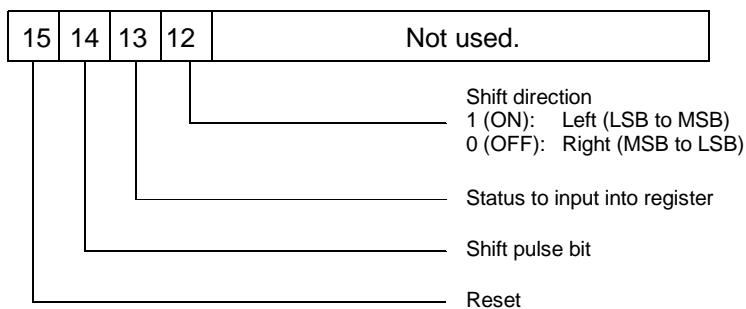 15 14 13 12 Not used.
Shift direction
1 (ON): Left (LSB to MSB)
0 (OFF): Right (MSB to LSB)
Status to input into register
Shift pulse bit
Reset